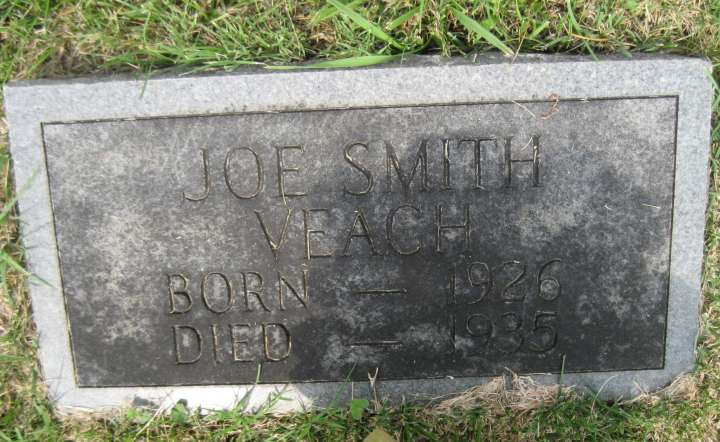 JOE SMITH
VEACH
BORN — 1926
DIED — 1935